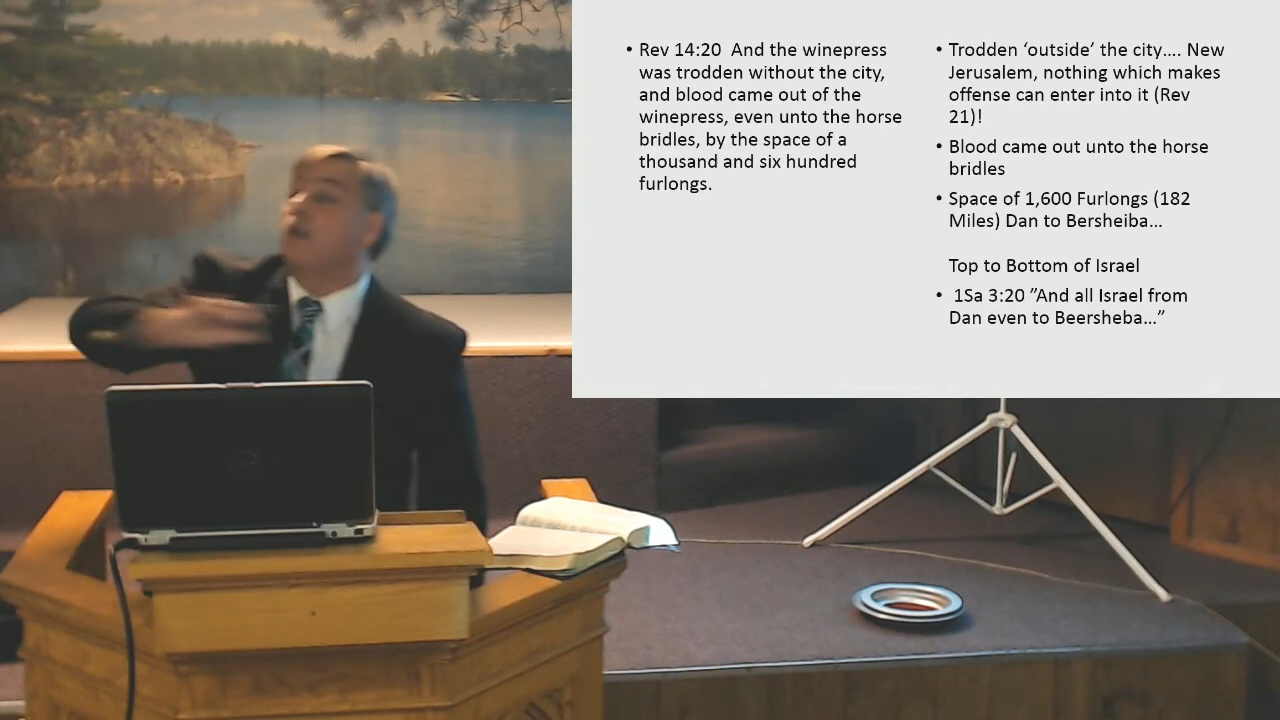 • Rev 14:20  And the winepress
was trodden without the city,
and blood came out of the
winepress, even unto the horse
bridles, by the space of a
thousand and six hundred
furlongs.
• Trodden ‘outside’ the city…. New
Jerusalem, nothing which makes
offense can enter into it (Rev
21)!
• Blood came out unto the horse
bridles
• Space of 1,600 Furlongs (182
Miles) Dan to Bersheiba…
Top to Bottom of Israel
• 1Sa 3:20 ”And all Israel from
Dan even to Beersheba…”